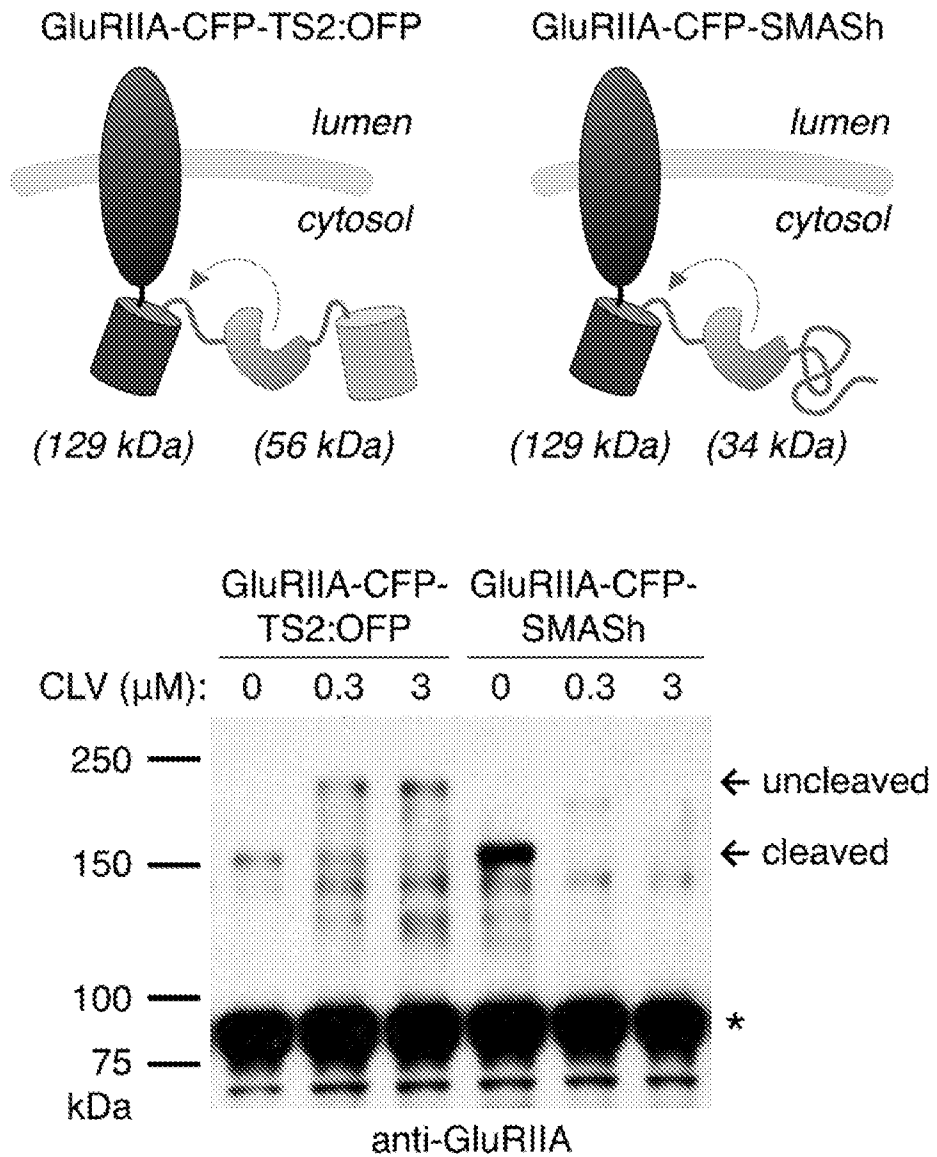 GluRIIA-CFP-TS2:OFP GluRIIA-CFP-SMASh
lumen lumen
cytosol cytosol
(129 kDa) (56 kDa) (129 kDa) (34 kDa)
GluRIIA-CFP- GluRIIA-CFP-
TS2:OFP SMASh
CLV (μM): 0 0.3 3 0 0.3 3
250
← uncleaved
150 ← cleaved
100
*
75
kDa
anti-GluRIIA